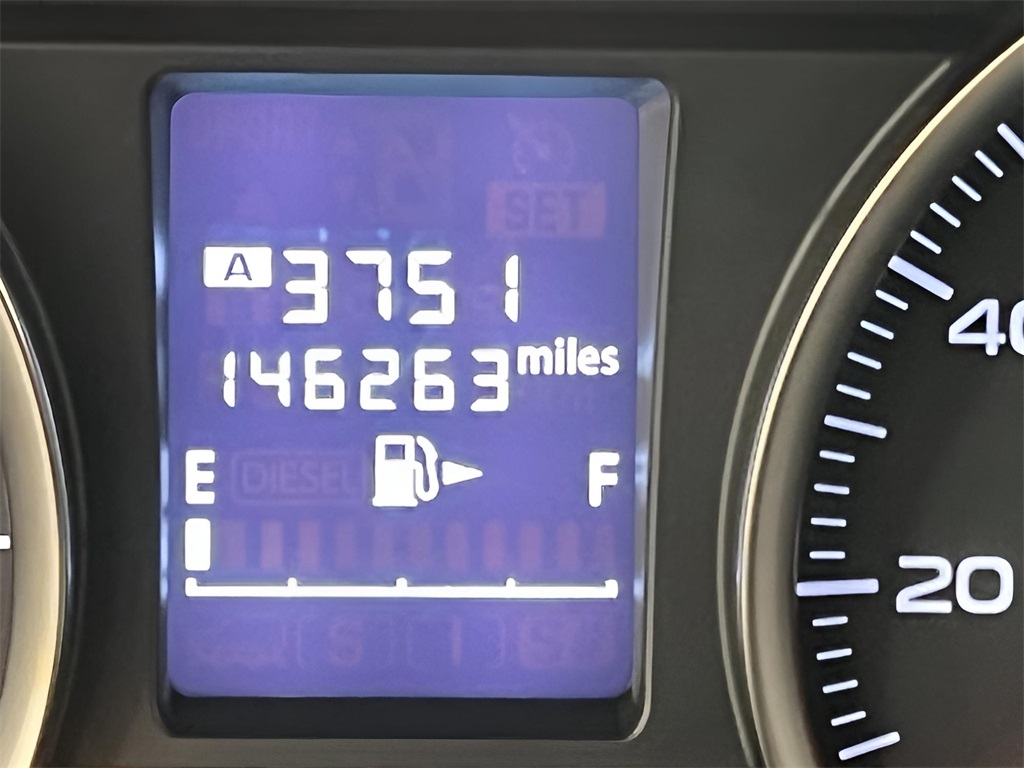 SET
A 3751
146263 miles
E DIESEL F
40
20